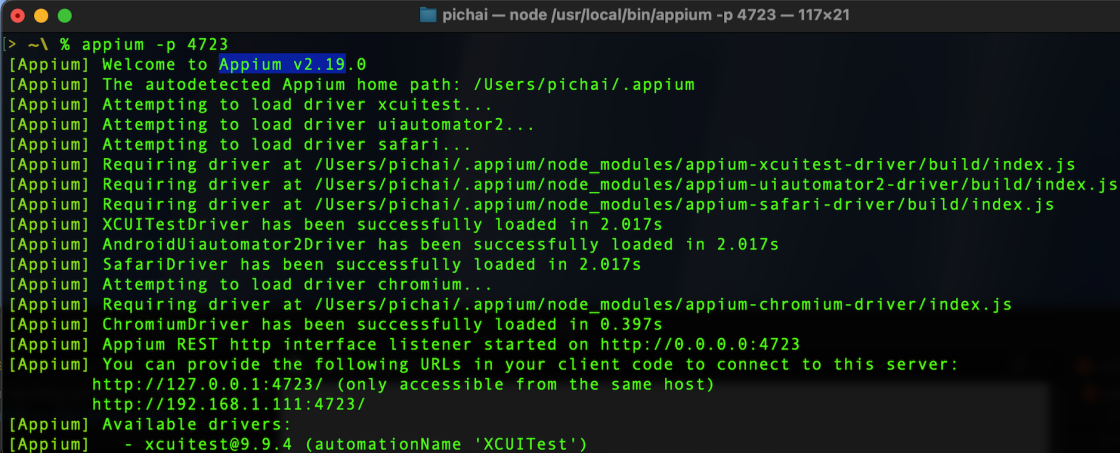 pichai — node /usr/local/bin/appium -p 4723 — 117×21
[> ~\ % appium -p 4723
[Appium] Welcome to Appium v2.19.0
[Appium] The autodetected Appium home path: /Users/pichai/.appium
[Appium] Attempting to load driver xcuitest...
[Appium] Attempting to load driver uiautomator2...
[Appium] Attempting to load driver safari...
[Appium] Requiring driver at /Users/pichai/.appium/node_modules/appium-xcuitest-driver/build/index.js
[Appium] Requiring driver at /Users/pichai/.appium/node_modules/appium-uiautomator2-driver/build/index.js
[Appium] Requiring driver at /Users/pichai/.appium/node_modules/appium-safari-driver/build/index.js
[Appium] XCUITestDriver has been successfully loaded in 2.017s
[Appium] AndroidUiautomator2Driver has been successfully loaded in 2.017s
[Appium] SafariDriver has been successfully loaded in 2.017s
[Appium] Attempting to load driver chromium...
[Appium] Requiring driver at /Users/pichai/.appium/node_modules/appium-chromium-driver/index.js
[Appium] ChromiumDriver has been successfully loaded in 0.397s
[Appium] Appium REST http interface listener started on http://0.0.0.0:4723
[Appium] You can provide the following URLs in your client code to connect to this server:
http://127.0.0.1:4723/ (only accessible from the same host)
http://192.168.1.111:4723/
[Appium] Available drivers:
[Appium]   - xcuitest@9.9.4 (automationName 'XCUITest')